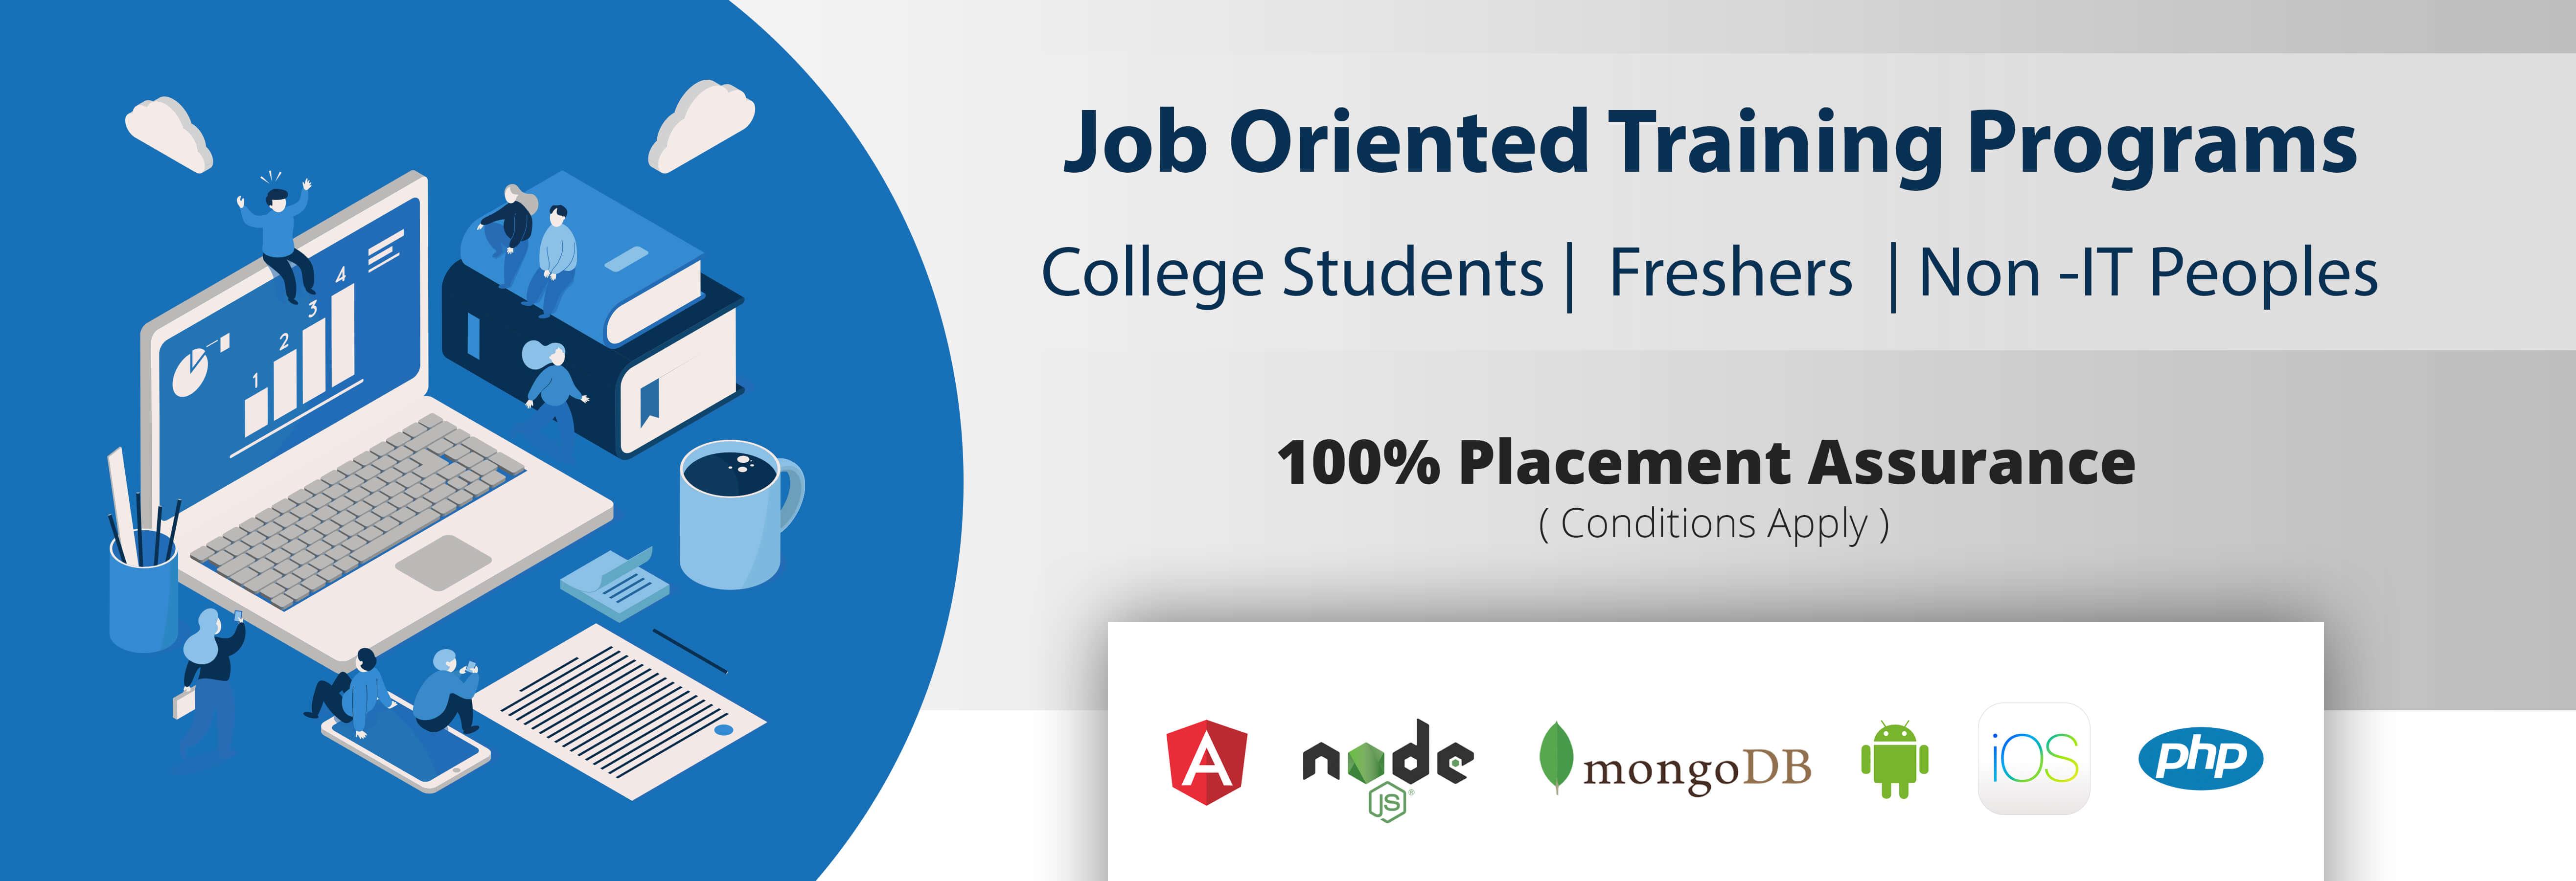 Job Oriented Training Programs
College Students | Freshers | Non -IT Peoples
100% Placement Assurance
( Conditions Apply )
1 2 3 4
A node JS ® mongoDB iOS php